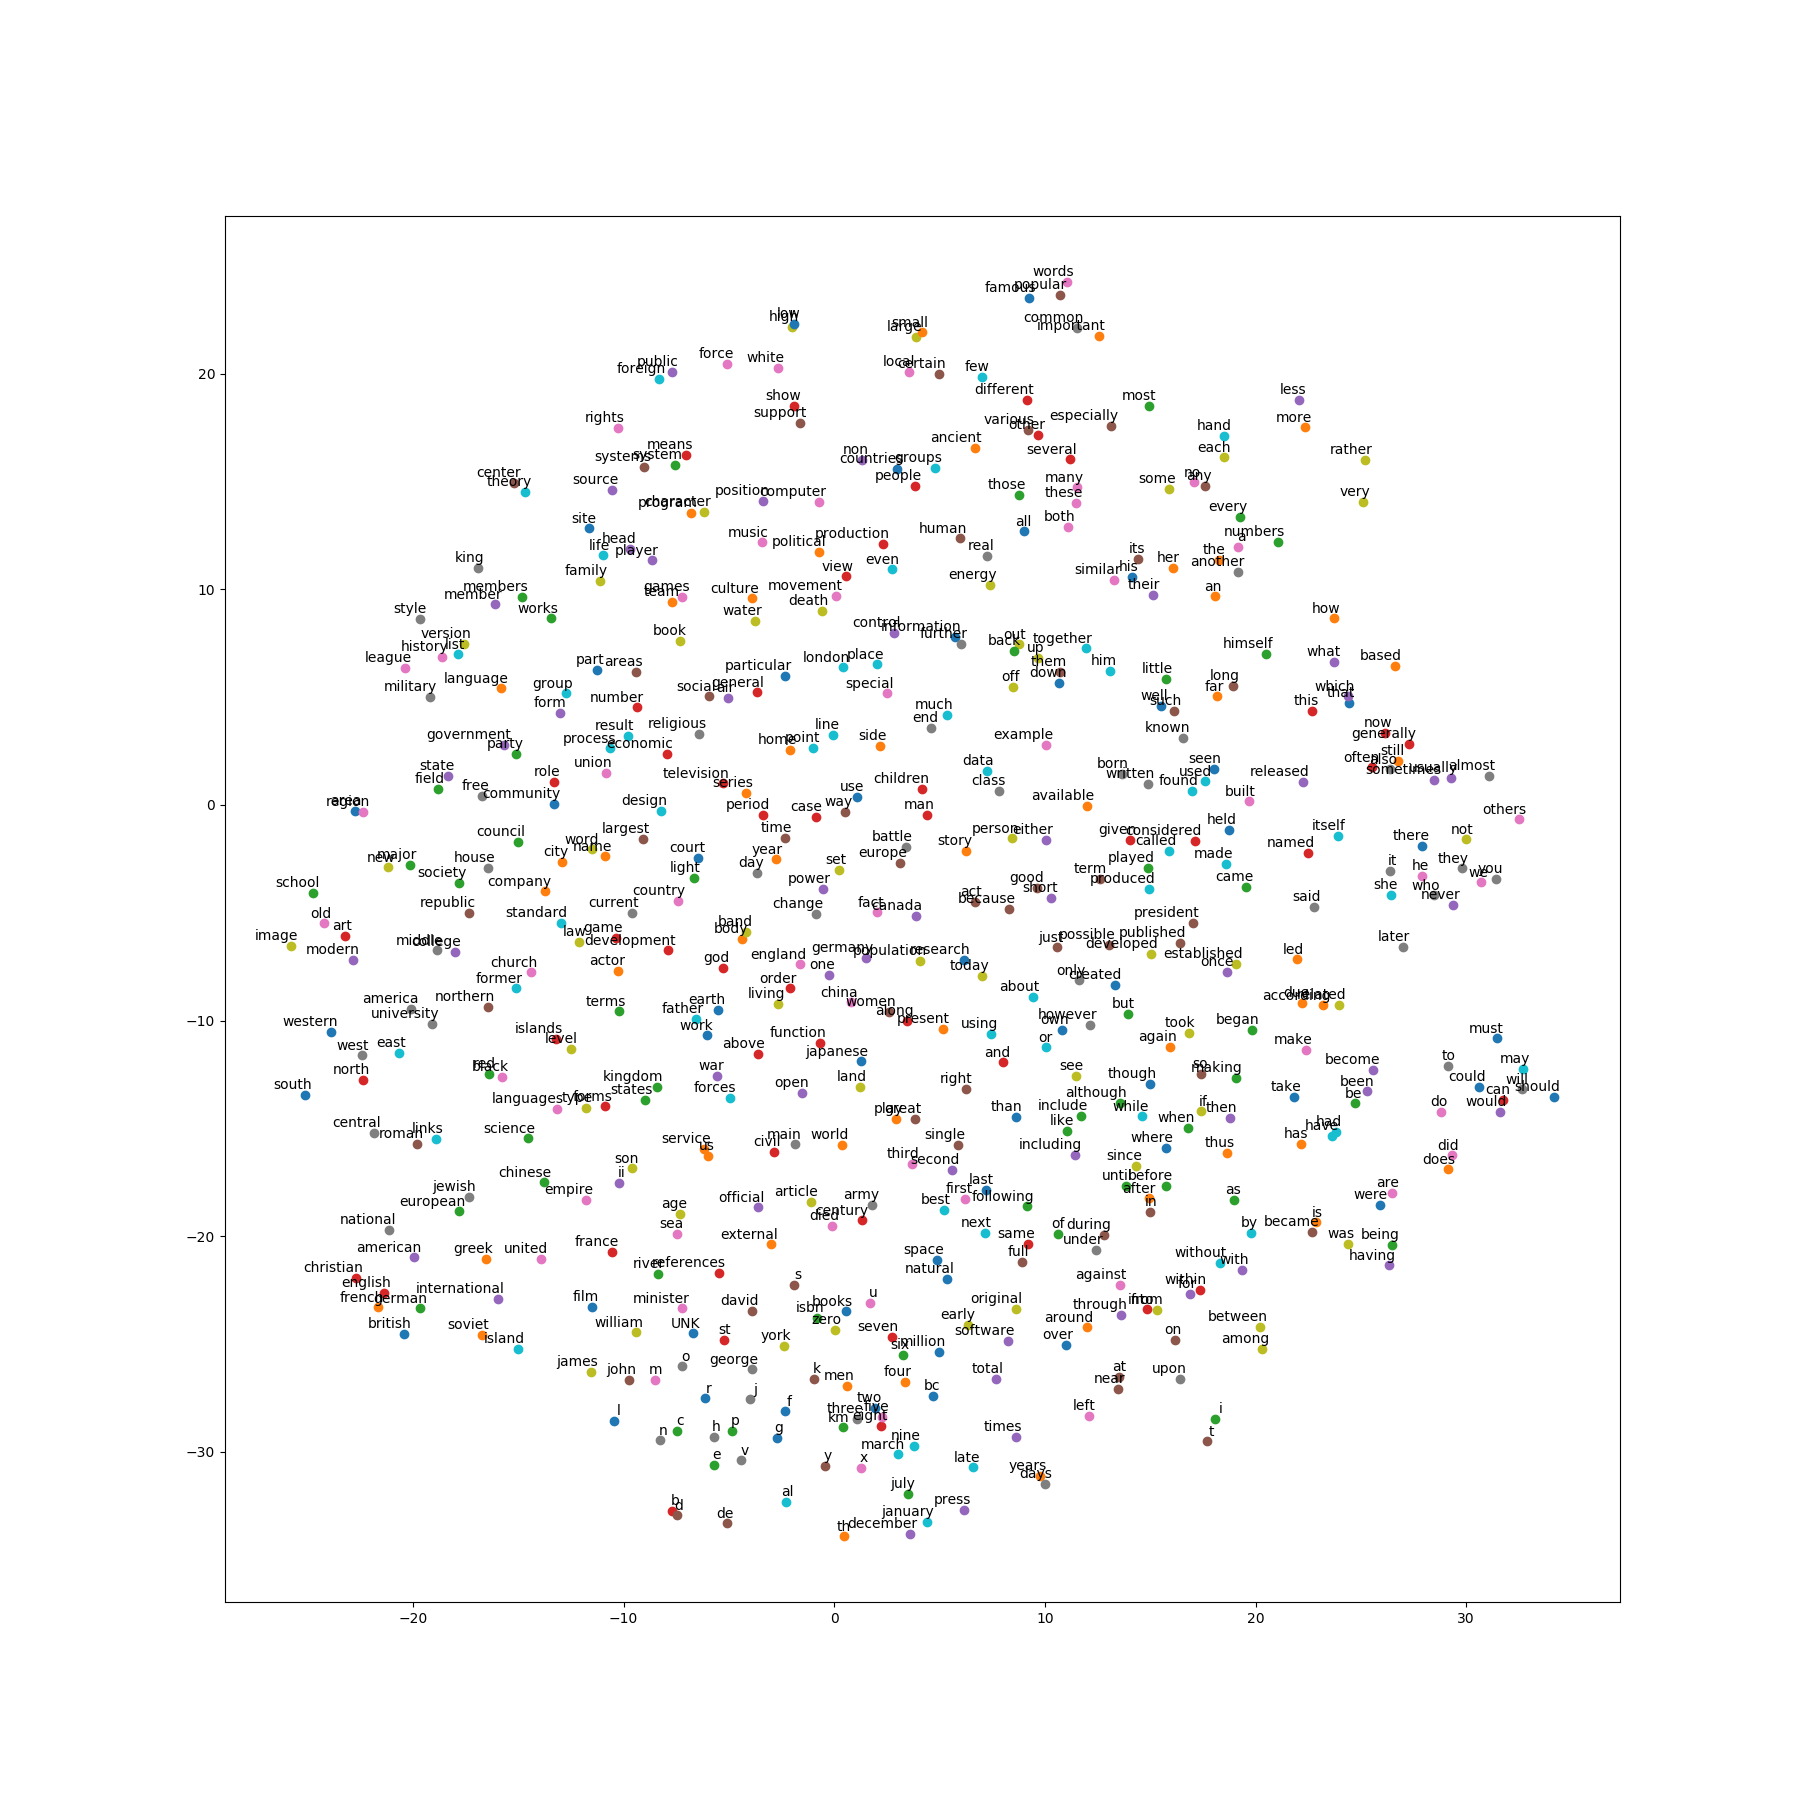 words
famous popular
common
low
high
small
large
important
force
white
public
foreign
local certain
few
different
most
less
show
support
more
rights
various
other
especially
hand
ancient
means
system
systems
non
countries groups
several
each
rather
center
theory
source
people
many
these
those
some
no
any
very
position
computer
program
character
every
site
both
all
numbers
head
life
player
music
political
production
human
real
a
the
another
its
her
king
view
even
similar
his
family
energy
their
an
members
member
games
team
culture
movement
death
style
works
water
how
version
history
list
book
control
information
further
out
back
up
together
himself
league
part
areas
particular
london
place
them
down
him
what
based
military
language
group
social
air
general
special
off
little
long
far
which
that
form
number
much
well
such
this
government
party
result
process
religious
line
end
known
now
generally
economic
home
point
side
example
still
often
also
sometimes
usually
almost
state
field
union
television
series
data
born
written
seen
used
found
released
role
free
children
class
area
region
community
design
use
available
built
others
period
case
way
man
council
largest
time
person
either
given
considered
held
itself
there
not
word
name
battle
europe
story
called
named
new
major
house
city
court
year
day
set
played
made
it
he
they
we
you
school
society
company
light
power
good
term
produced
came
she
who
never
republic
country
act
because
short
said
old
art
standard
current
change
fact
canada
president
image
modern
middle
college
law
game
development
band
body
just
possible
published
developed
later
church
actor
god
england
germany
population
research
one
today
established
once
led
former
order
living
only
created
america
university
northern
terms
earth
father
china
women
along
about
due
according
related
western
islands
level
work
function
present
using
however
own
but
took
began
west
east
above
japanese
and
or
again
make
must
north
red
black
war
see
so
making
become
to
may
south
kingdom
states
forces
open
land
right
though
been
be
could
will
should
can
would
languages
type
forms
play
great
than
although
include
while
if
then
take
do
central
roman
links
science
like
when
had
have
service
us
civil
main
world
single
including
where
thus
has
did
does
chinese
son
ii
third
second
since
jewish
european
empire
official
article
army
first
last
following
until
before
after
in
as
are
were
national
age
sea
died
century
best
next
of
during
by
became
is
american
greek
united
france
external
same
full
under
was
being
having
christian
river
references
space
natural
without
with
english
french
german
international
s
against
within
for
british
soviet
film
minister
david
isbn
books
u
original
through
into
from
island
william
UNK
zero
early
around
between
st
york
seven
six
million
software
over
on
among
james
john
m
o
george
k
men
four
total
at
near
upon
l
r
j
f
bc
two
three
five
km
eight
left
i
n
c
h
p
g
times
t
e
v
y
x
nine
march
late
years
days
b
d
al
july
press
de
th
january
december
20
10
0
−10
−20
−30
−20 −10 0 10 20 30